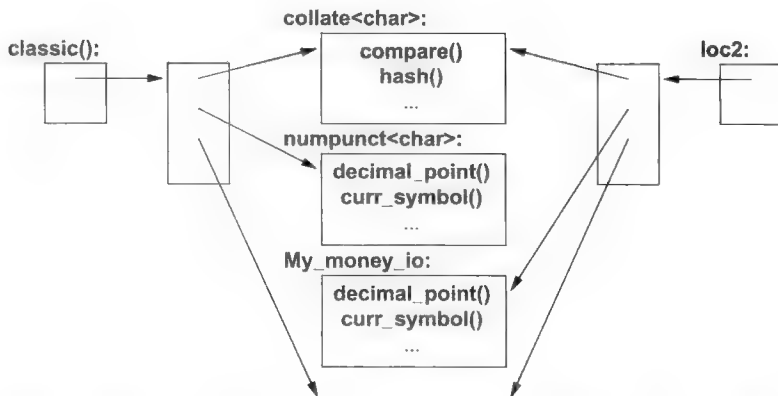 collate<char>:
classic():
loc2:
compare()
hash()
...
numpunct<char>:
decimal_point()
curr_symbol()
...
My_money_io:
decimal_point()
curr_symbol()
...